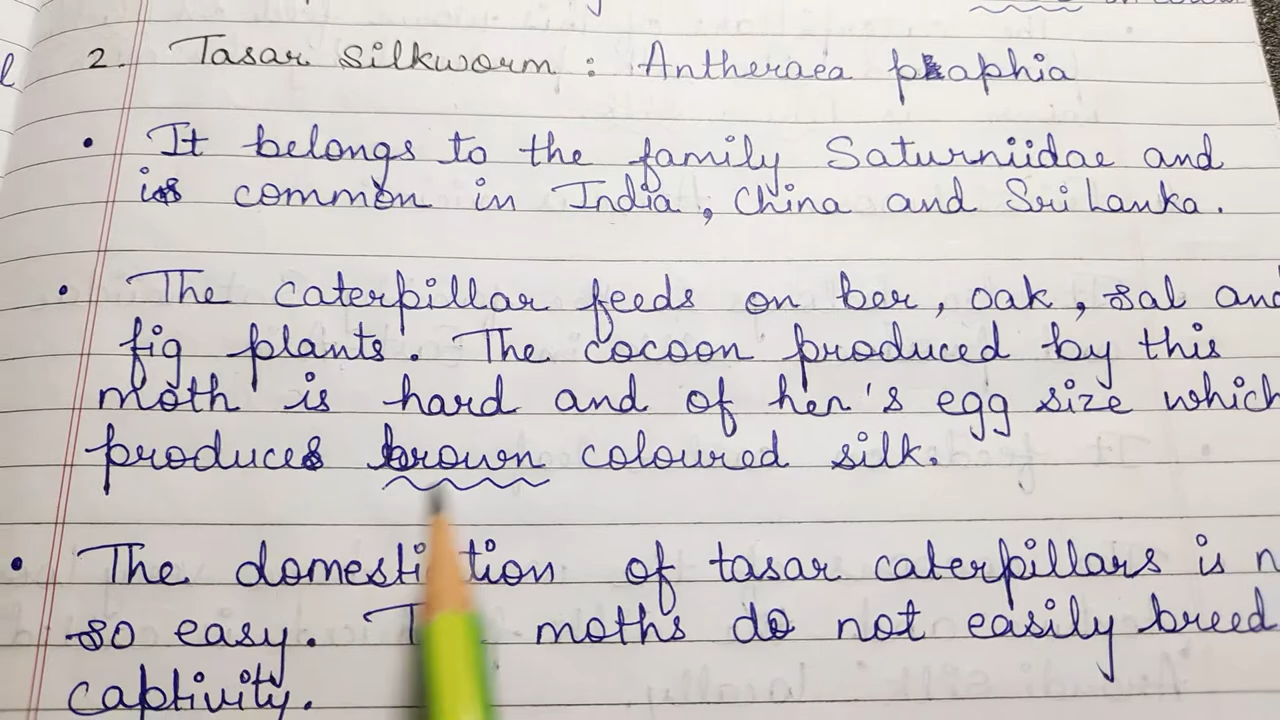 2. Tasar Silkworm : Antheraea paphia
• It belongs to the family Saturniidae and
is common in India, China and Sri Lanka.
• The caterpillar feeds on ber, oak, sal and
fig plants. The cocoon produced by this
moth is hard and of hen's egg size which
produces brown coloured silk.
• The domesti tion of tasar caterpillars is n
so easy. T moths do not easily breed
captivity.